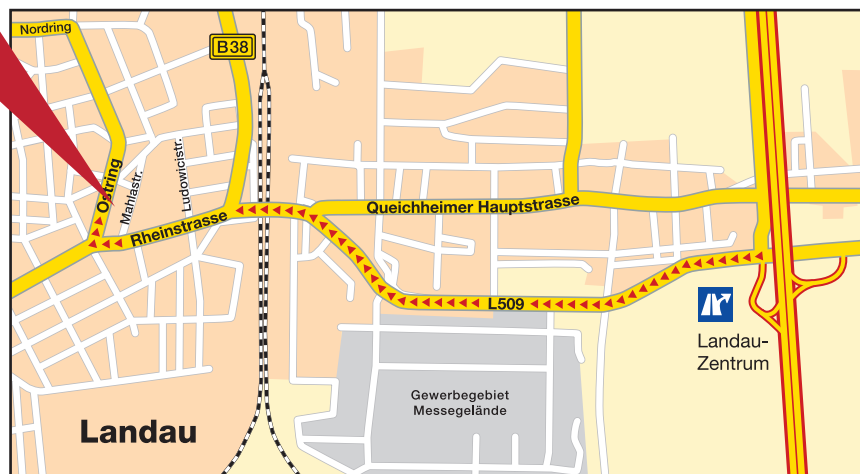 Nordring
B38
Ostring
Mahlastr.
Ludowicistr.
Rheinstrasse
Queichheimer Hauptstrasse
L509
Landau-
Zentrum
Gewerbegebiet
Messegelände
Landau